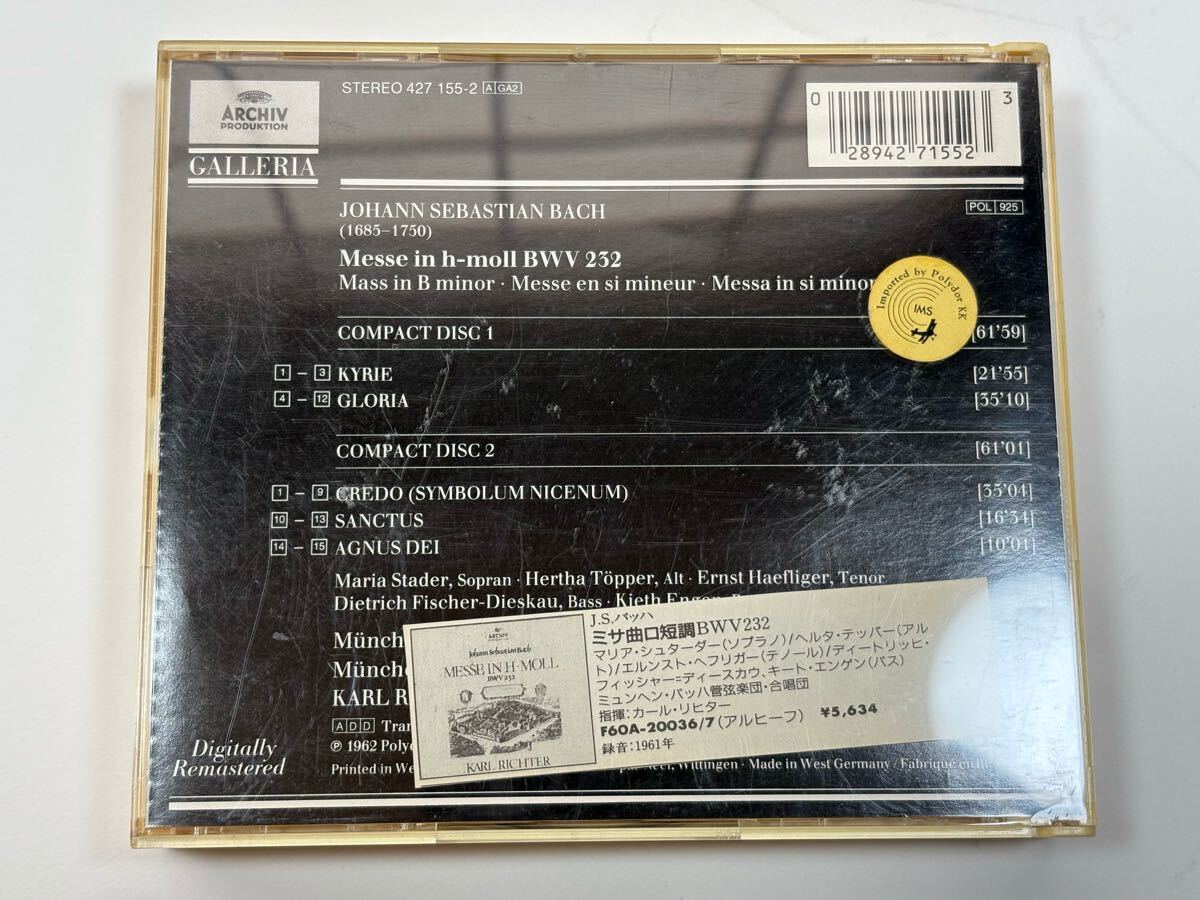 ARCHIV
PRODUKTION
GALLERIA
STEREO 427 155-2 A GA2
0 28942 71552 3
JOHANN SEBASTIAN BACH
(1685–1750)
POL 925
Messe in h-moll BWV 232
Mass in B minor · Messe en si mineur · Messa in si minor
Imported by Polydor KK
IMS
COMPACT DISC 1 [61'59]
1 – 3 KYRIE [21'55]
4 – 12 GLORIA [35'10]
COMPACT DISC 2 [61'01]
1 – 9 CREDO (SYMBOLUM NICENUM) [35'04]
10 – 13 SANCTUS [16'34]
14 – 15 AGNUS DEI [10'01]
Maria Stader, Sopran · Hertha Töpper, Alt · Ernst Haefliger, Tenor
Dietrich Fischer-Dieskau, Bass · Kieth Engen,
Münch
Münch
KARL R
ADD Tran
℗ 1962 Polyd
Digitally
Remastered
Printed in We
Wittingen · Made in West Germany / Fabriqué en
ARCHIV
Johann Sebastian Bach
MESSE IN H-MOLL
BWV 232
KARL RICHTER
J.S.バッハ
ミサ曲ロ短調BWV232
マリア・シュターダー(ソプラノ)/ヘルタ・テッパー(アル
ト)/エルンスト・ヘフリガー(テノール)/ディートリッヒ・
フィッシャー=ディースカウ、キート・エンゲン(バス)
ミュンヘン・バッハ管弦楽団・合唱団
指揮:カール・リヒター
F60A-20036/7(アルヒーフ) ¥5,634
録音:1961年